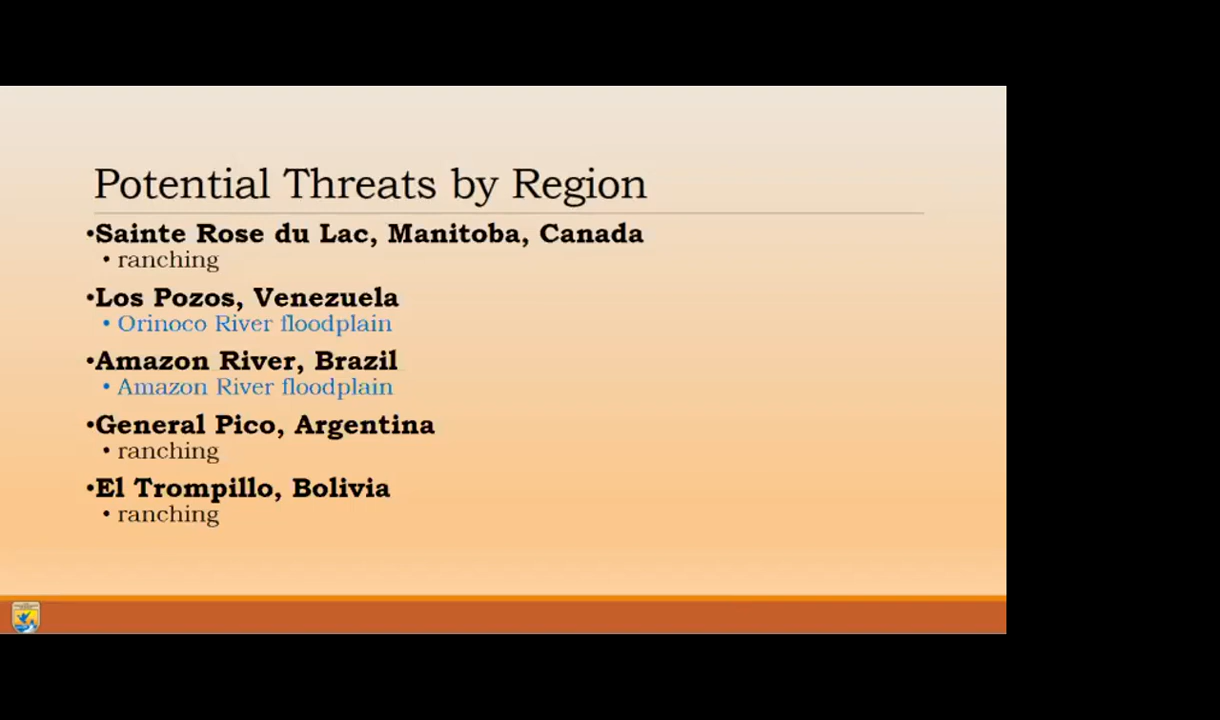 Potential Threats by Region
•Sainte Rose du Lac, Manitoba, Canada
• ranching
•Los Pozos, Venezuela
• Orinoco River floodplain
•Amazon River, Brazil
• Amazon River floodplain
•General Pico, Argentina
• ranching
•El Trompillo, Bolivia
• ranching